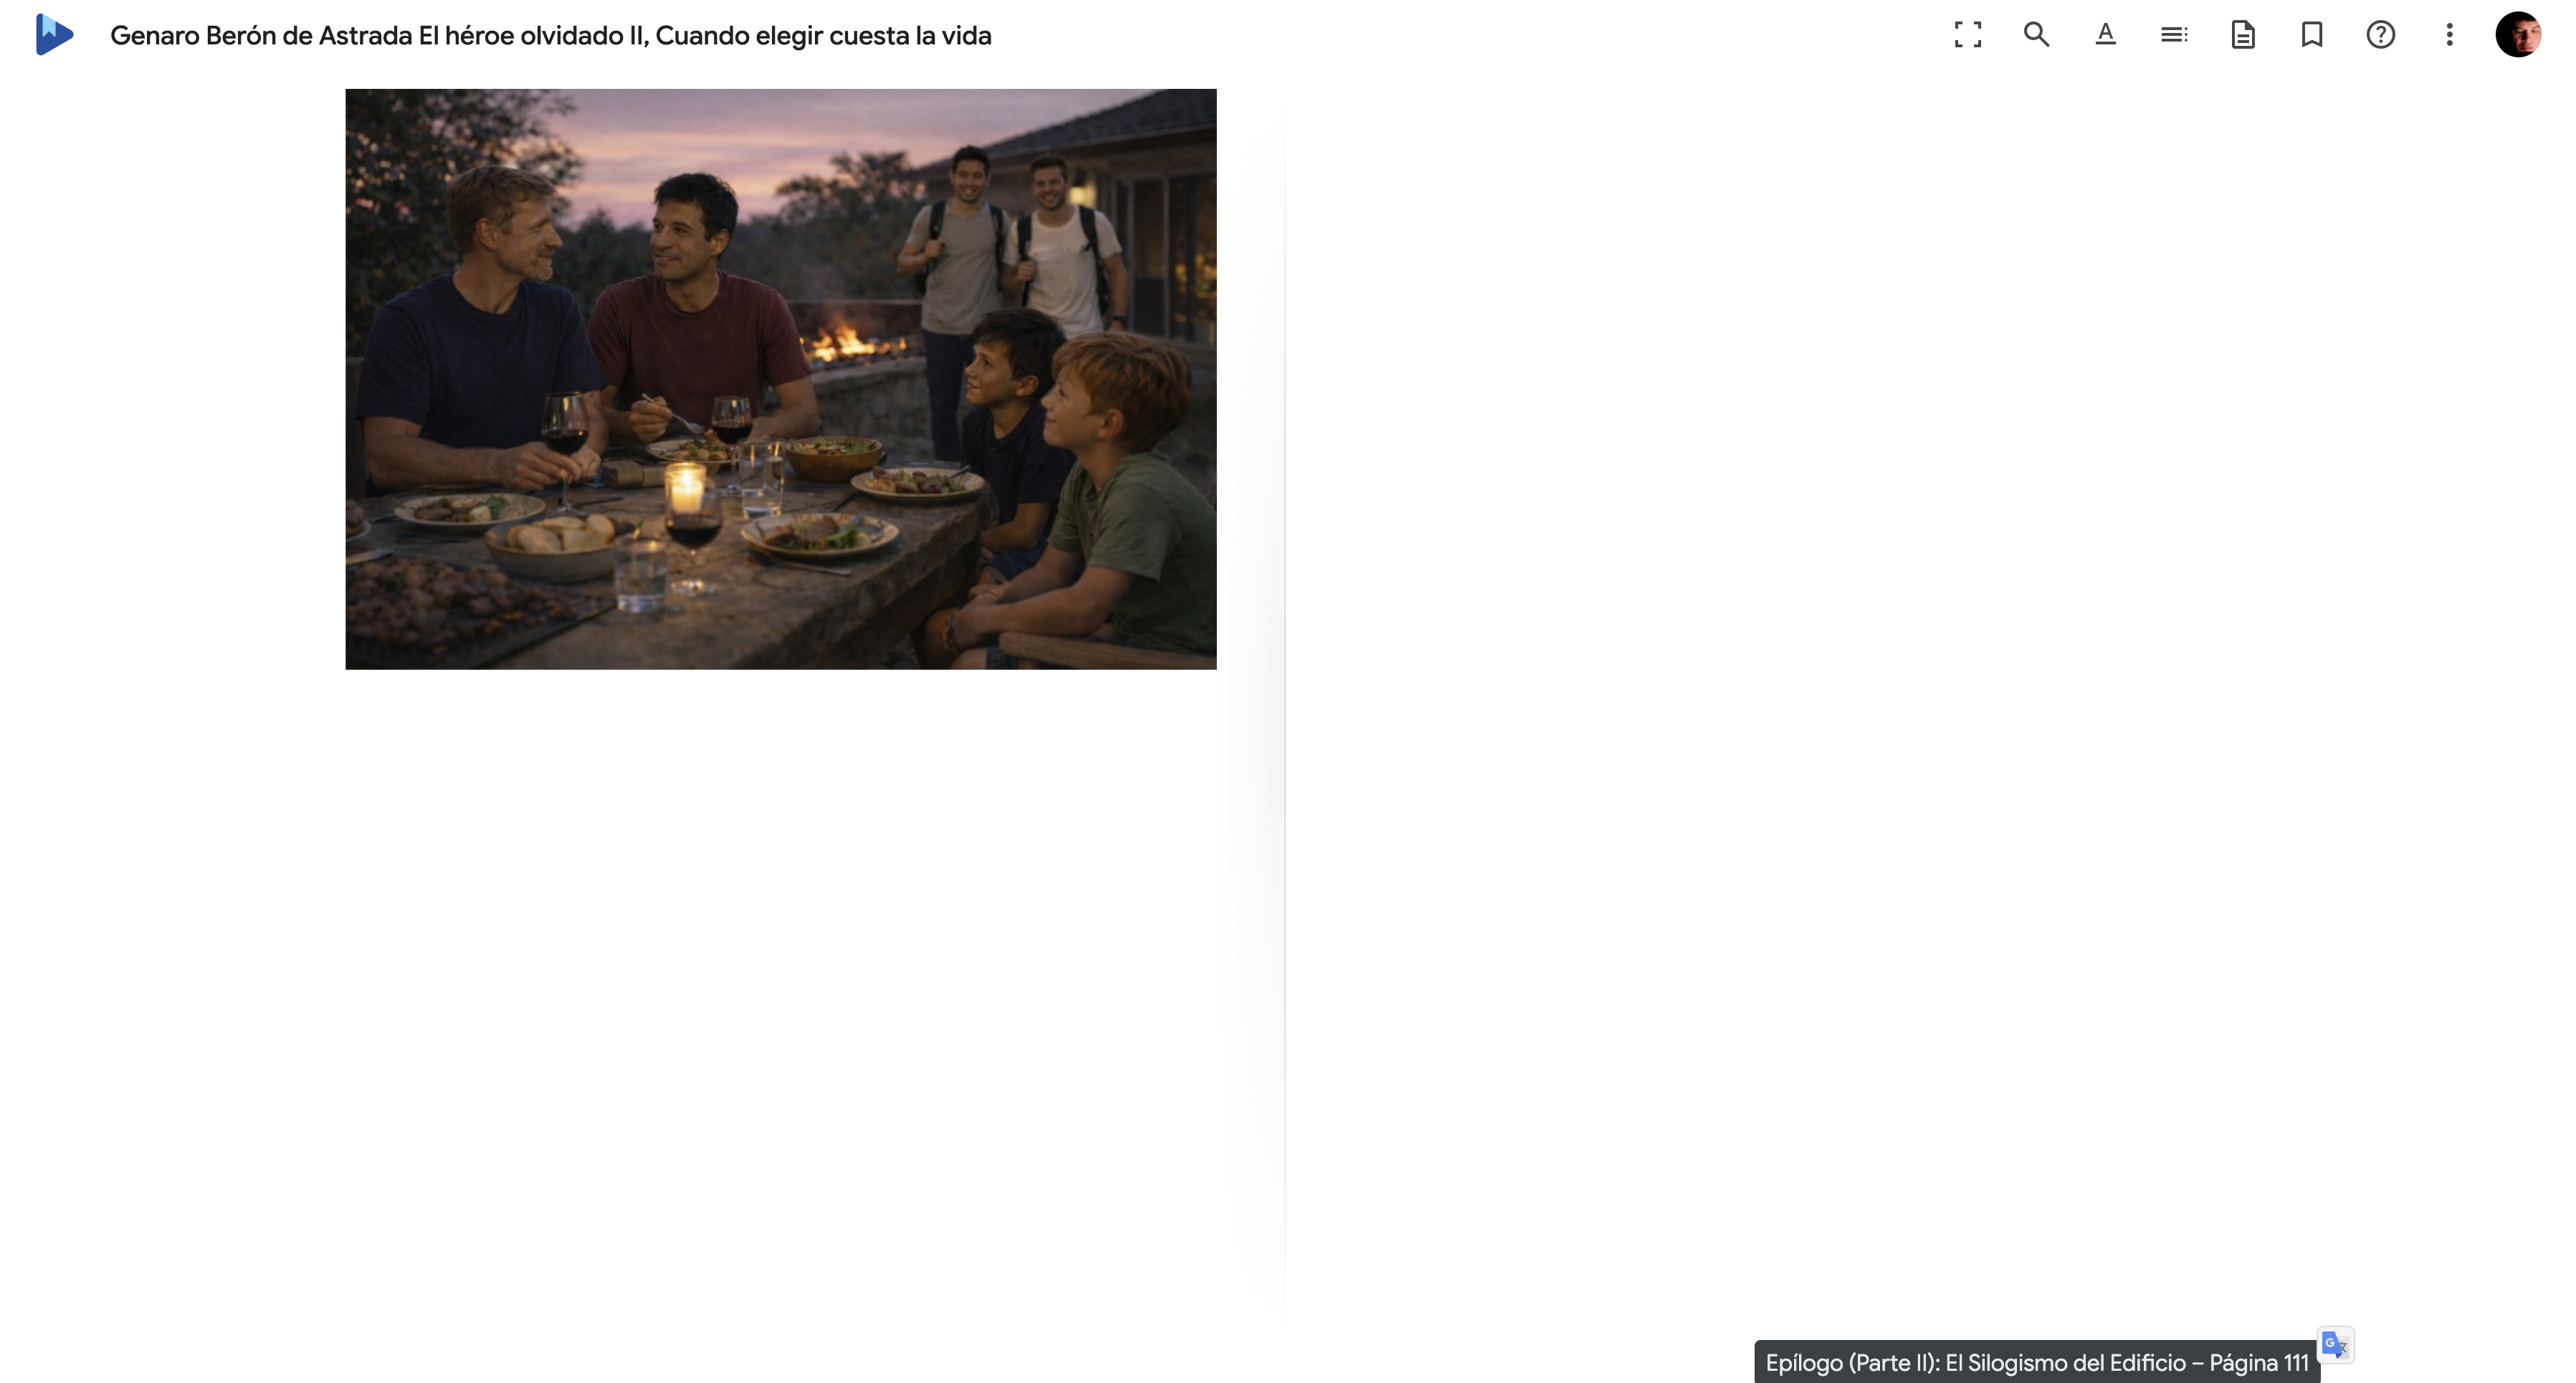 Genaro Berón de Astrada El héroe olvidado II, Cuando elegir cuesta la vida
Epílogo (Parte II): El Silogismo del Edificio – Página 111